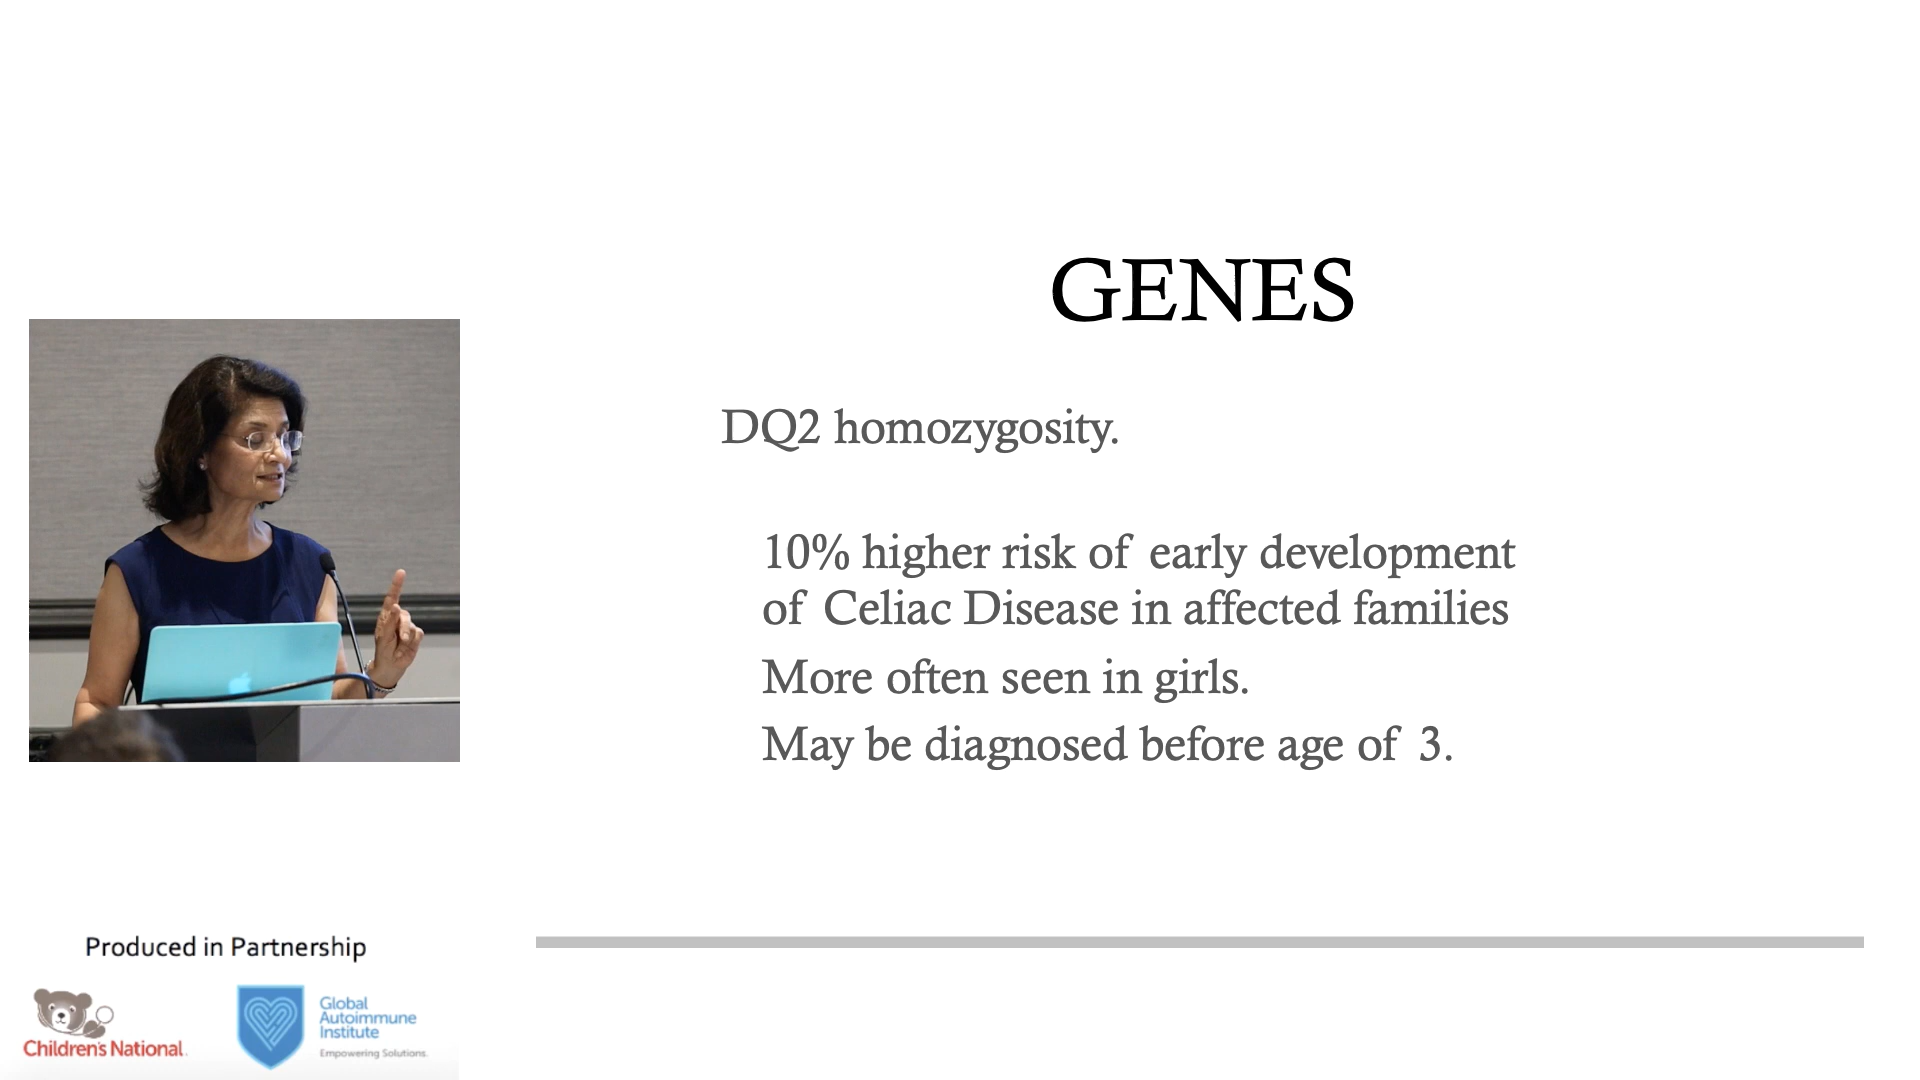 GENES
DQ2 homozygosity.
10% higher risk of early development
of Celiac Disease in affected families
More often seen in girls.
May be diagnosed before age of 3.
Produced in Partnership
Children's National
Global
Autoimmune
Institute
Empowering Solutions.